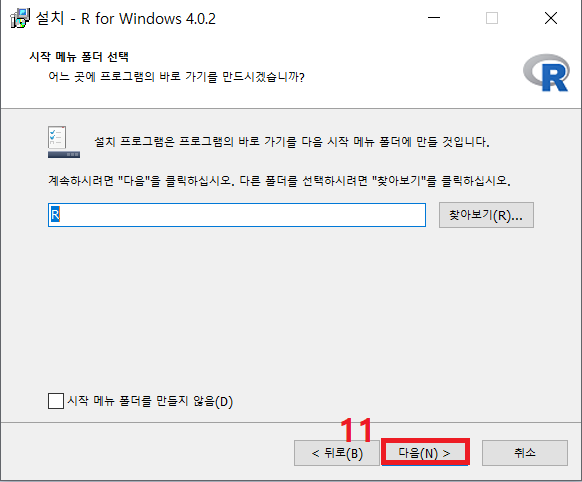 설치 - R for Windows 4.0.2
시작 메뉴 폴더 선택
어느 곳에 프로그램의 바로 가기를 만드시겠습니까?
R
설치 프로그램은 프로그램의 바로 가기를 다음 시작 메뉴 폴더에 만들 것입니다.
계속하시려면 "다음"을 클릭하십시오. 다른 폴더를 선택하시려면 "찾아보기"를 클릭하십시오.
R 찾아보기(R)...
시작 메뉴 폴더를 만들지 않음(D)
11
< 뒤로(B) 다음(N) > 취소